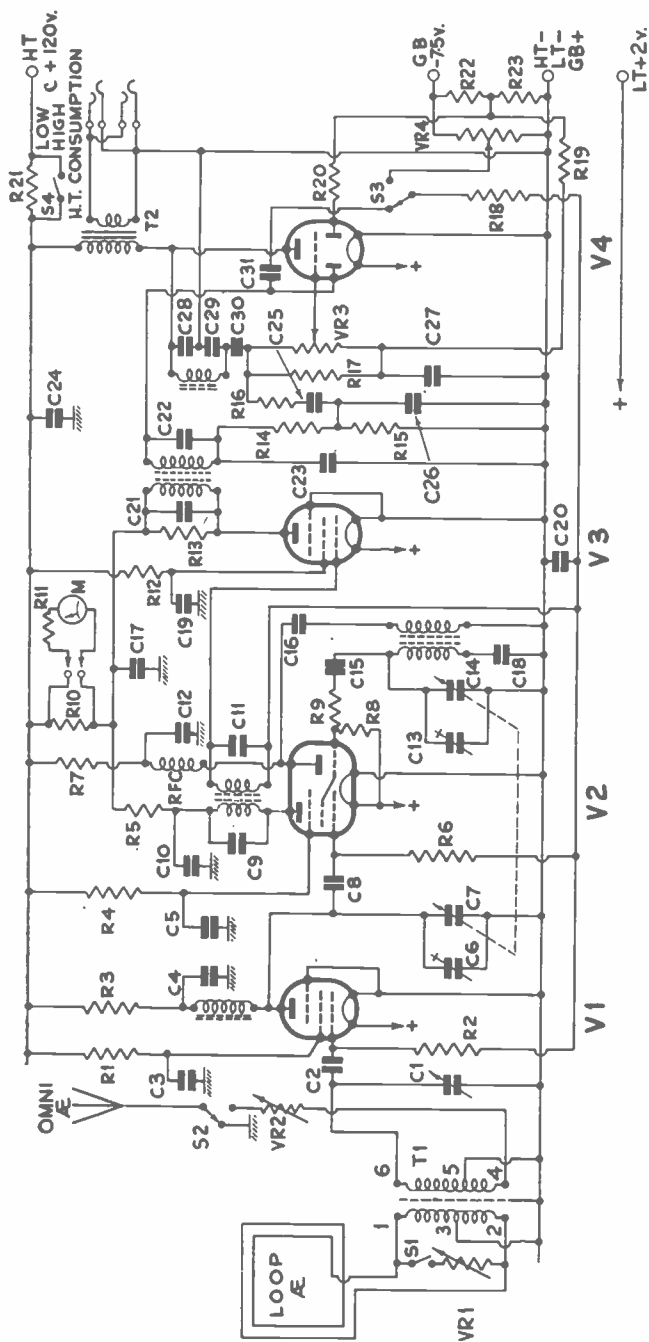 OMNI
Æ
LOOP
Æ
S1
VR1
1
3
2
T1
6
5
4
S2
VR2
R1
C3
C2
C1
R2
V1
R3
C4
R4
C5
C8
C6
C7
R6
V2
R5
C10
C9
RFC
R7
C12
C11
R9
R8
C15
C16
C13
C14
C18
R10
R11
M
C17
R12
C19
R13
C21
C22
V3
C20
C23
C24
R14
R15
R16
C25
C26
R17
VR3
C27
C28
C29
C30
C31
T2
R21
S4
LOW
HIGH
H.T. CONSUMPTION
HT
+ 120v.
R20
S3
R18
V4
VR4
R19
R22
R23
GB
-75v.
HT-
LT-
GB+
+
+
+
+
+
LT+2v.